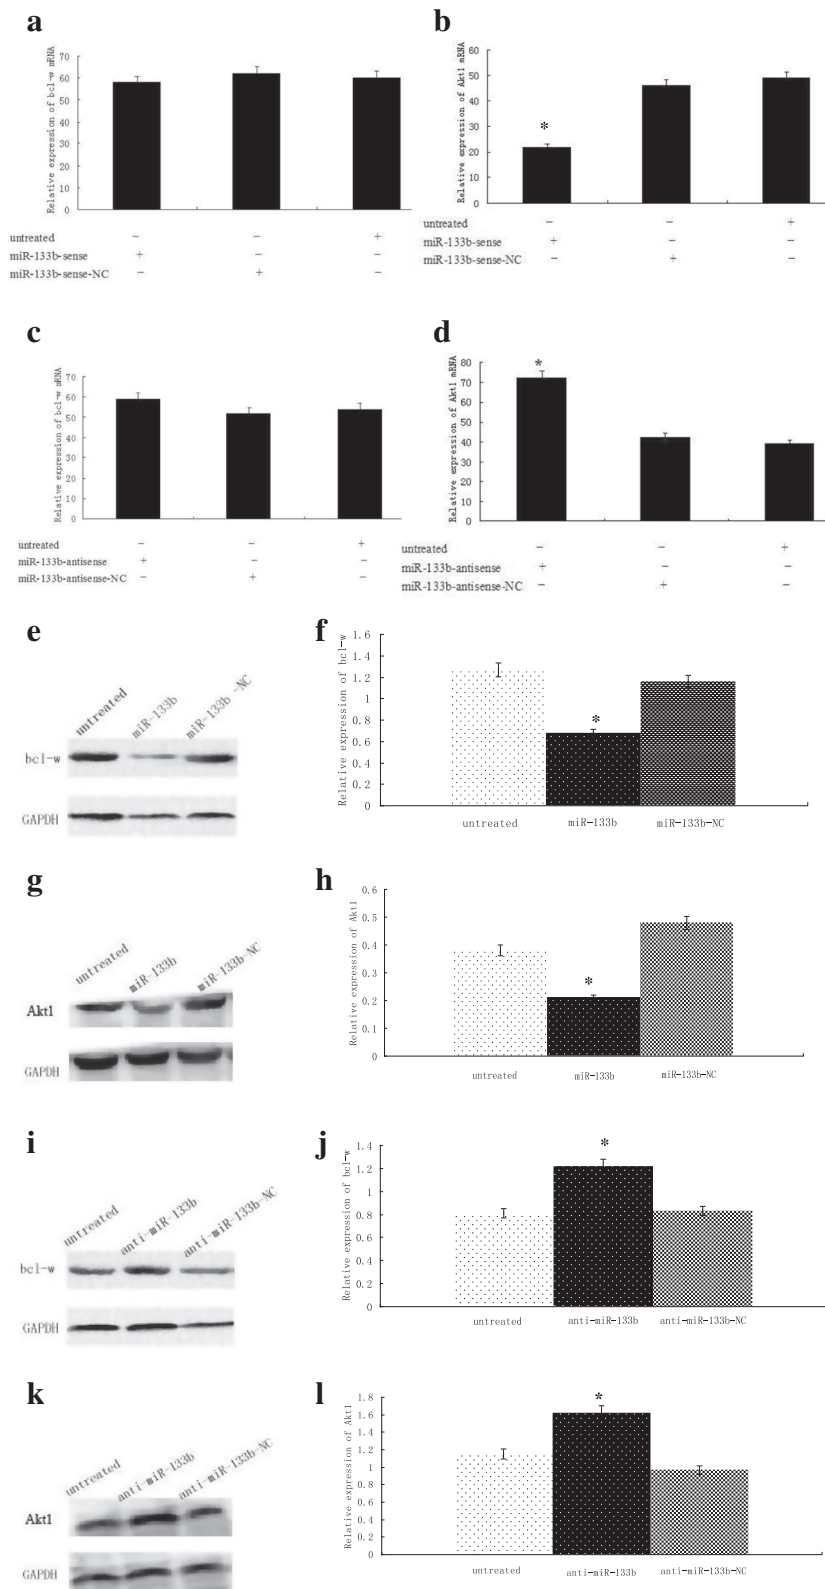 a
Relative expression of bcl-w mRNA
70
60
50
40
30
20
10
0
untreated − − +
miR-133b-sense + − −
miR-133b-sense-NC − + −
b
Relative expression of Akt1 mRNA
60
50
40
30
20
10
0
*
untreated − − +
miR-133b-sense + − −
miR-133b-sense-NC − + −
c
Relative expression of bcl-w mRNA
70
60
50
40
30
20
10
0
untreated − − +
miR-133b-antisense + − −
miR-133b-antisense-NC − + −
d
Relative expression of Akt1 mRNA
80
70
60
50
40
30
20
10
0
*
untreated − − +
miR-133b-antisense + − −
miR-133b-antisense-NC − + −
e
untreated miR-133b miR-133b -NC
bcl-w
GAPDH
f
Relative expression of bcl-w
1.6
1.4
1.2
1
0.8
0.6
0.4
0.2
0
*
untreated miR-133b miR-133b-NC
g
untreated miR-133b miR-133b-NC
Akt1
GAPDH
h
Relative expression of Akt1
0.6
0.5
0.4
0.3
0.2
0.1
0
*
untreated miR-133b miR-133b-NC
i
untreated anti-miR-133b anti-miR-133b-NC
bcl-w
GAPDH
j
Relative expression of bcl-w
1.4
1.2
1
0.8
0.6
0.4
0.2
0
*
untreated anti-miR-133b anti-miR-133b-NC
k
untreated anti-miR-133b anti-miR-133b-NC
Akt1
GAPDH
l
Relative expression of Akt1
1.8
1.6
1.4
1.2
1
0.8
0.6
0.4
0.2
0
*
untreated anti-miR-133b anti-miR-133b-NC